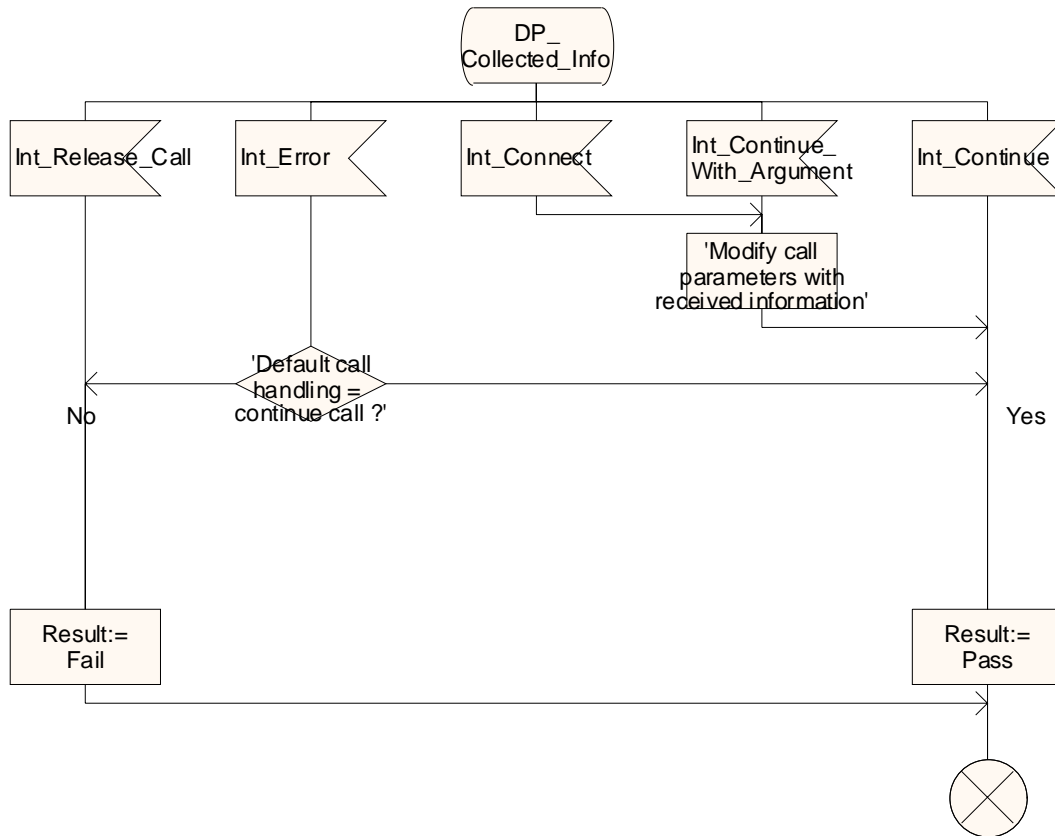 DP_
Collected_Info
Int_Release_Call
Int_Error
Int_Connect
Int_Continue_
With_Argument
Int_Continue
'Modify call
parameters with
received information'
'Default call
handling =
continue call ?'
No
Yes
Result:=
Fail
Result:=
Pass